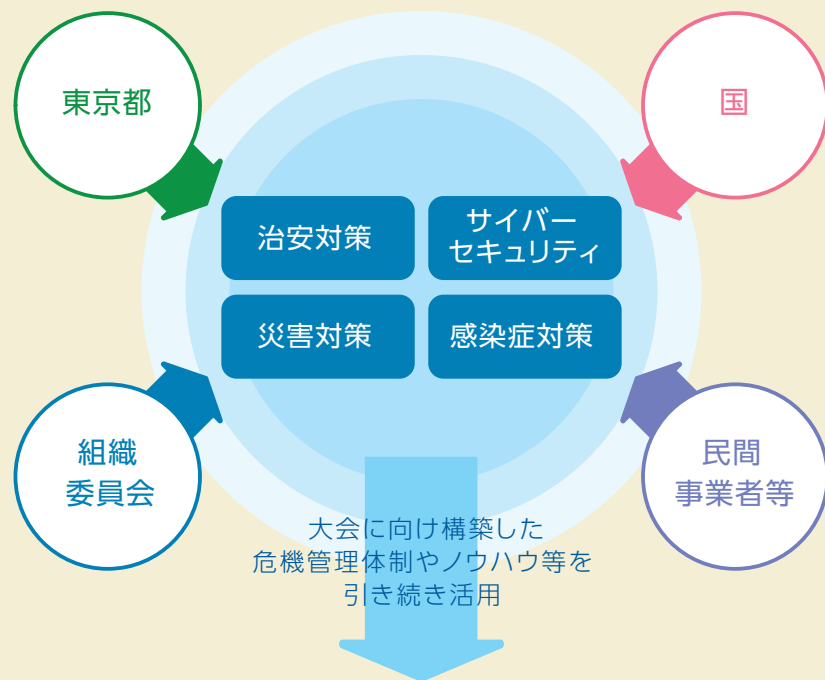 東京都
国
治安対策
サイバー
セキュリティ
災害対策
感染症対策
組織
委員会
民間
事業者等
大会に向け構築した
危機管理体制やノウハウ等を
引き続き活用